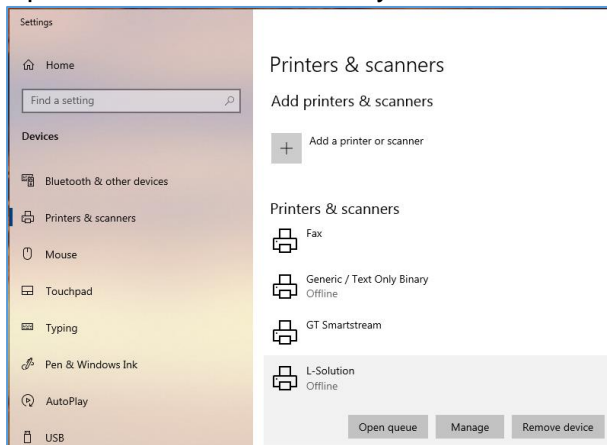 Settings
Home
Find a setting
Devices
Bluetooth & other devices
Printers & scanners
Mouse
Touchpad
Typing
Pen & Windows Ink
AutoPlay
USB
Printers & scanners
Add printers & scanners
Add a printer or scanner
Printers & scanners
Fax
Generic / Text Only Binary
Offline
GT Smartstream
L-Solution
Offline
Open queue Manage Remove device